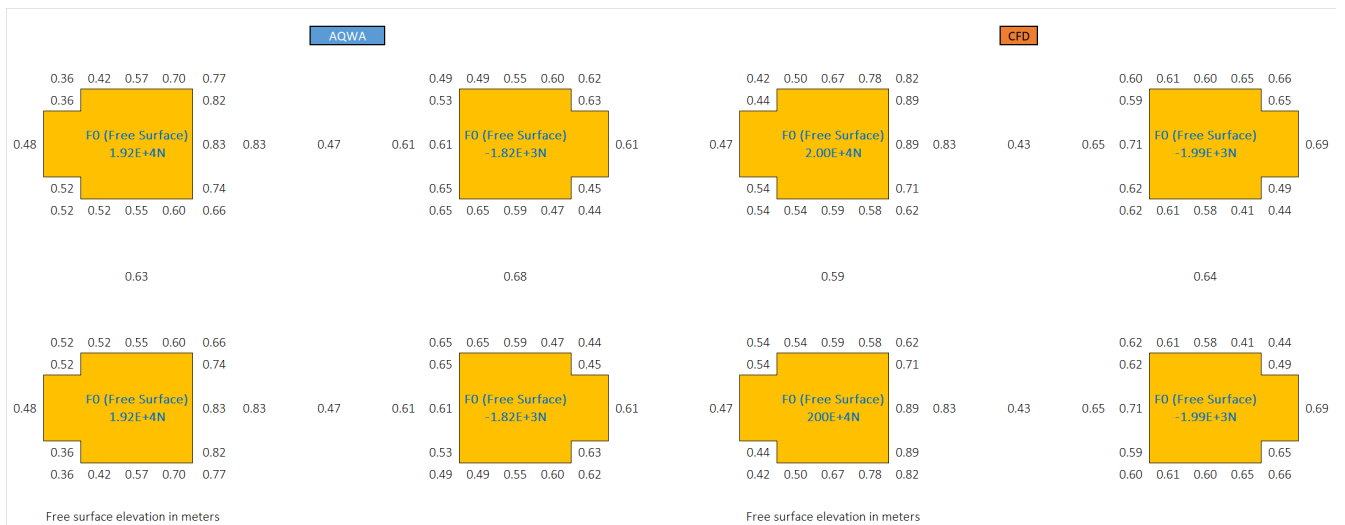 AQWA CFD
0.36 0.42 0.57 0.70 0.77 0.49 0.49 0.55 0.60 0.62 0.42 0.50 0.67 0.78 0.82 0.60 0.61 0.60 0.65 0.66
0.36 0.82 0.53 0.63 0.44 0.89 0.59 0.65
F0 (Free Surface) F0 (Free Surface) F0 (Free Surface) F0 (Free Surface)
0.48 0.83 0.83 0.47 0.61 0.61 0.61 0.47 0.89 0.83 0.43 0.65 0.71 0.69
1.92E+4N -1.82E+3N 2.00E+4N -1.99E+3N
0.52 0.74 0.65 0.45 0.54 0.71 0.62 0.49
0.52 0.52 0.55 0.60 0.66 0.65 0.65 0.59 0.47 0.44 0.54 0.54 0.59 0.58 0.62 0.62 0.61 0.58 0.41 0.44
0.63 0.68 0.59 0.64
0.52 0.52 0.55 0.60 0.66 0.65 0.65 0.59 0.47 0.44 0.54 0.54 0.59 0.58 0.62 0.62 0.61 0.58 0.41 0.44
0.52 0.74 0.65 0.45 0.54 0.71 0.62 0.49
F0 (Free Surface) F0 (Free Surface) F0 (Free Surface) F0 (Free Surface)
0.48 0.83 0.83 0.47 0.61 0.61 0.61 0.47 0.89 0.83 0.43 0.65 0.71 0.69
1.92E+4N -1.82E+3N 200E+4N -1.99E+3N
0.36 0.82 0.53 0.63 0.44 0.89 0.59 0.65
0.36 0.42 0.57 0.70 0.77 0.49 0.49 0.55 0.60 0.62 0.42 0.50 0.67 0.78 0.82 0.60 0.61 0.60 0.65 0.66
Free surface elevation in meters Free surface elevation in meters